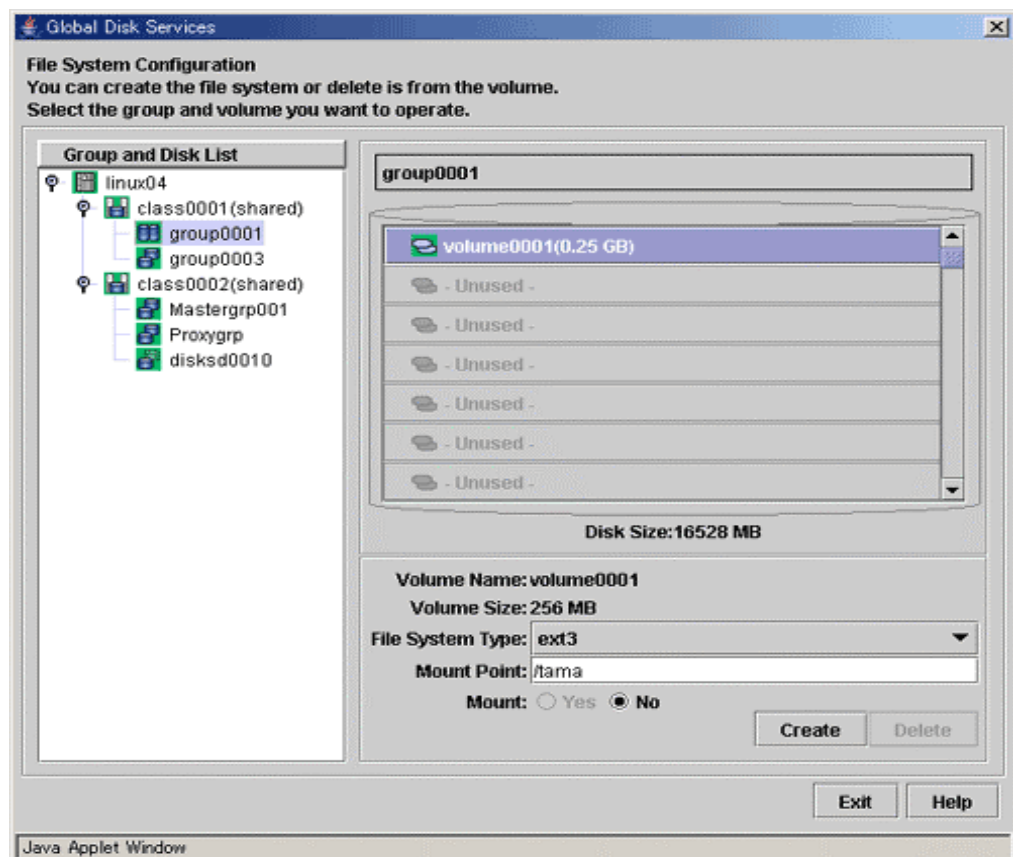 Global Disk Services
File System Configuration
You can create the file system or delete is from the volume.
Select the group and volume you want to operate.
Group and Disk List
linux04
class0001(shared)
group0001
group0003
class0002(shared)
Mastergrp001
Proxygrp
disksd0010
group0001
volume0001(0.25 GB)
- Unused -
- Unused -
- Unused -
- Unused -
- Unused -
- Unused -
Disk Size:16528 MB
Volume Name: volume0001
Volume Size: 256 MB
File System Type: ext3
Mount Point: /tama
Mount: Yes No
Create Delete
Exit Help
Java Applet Window